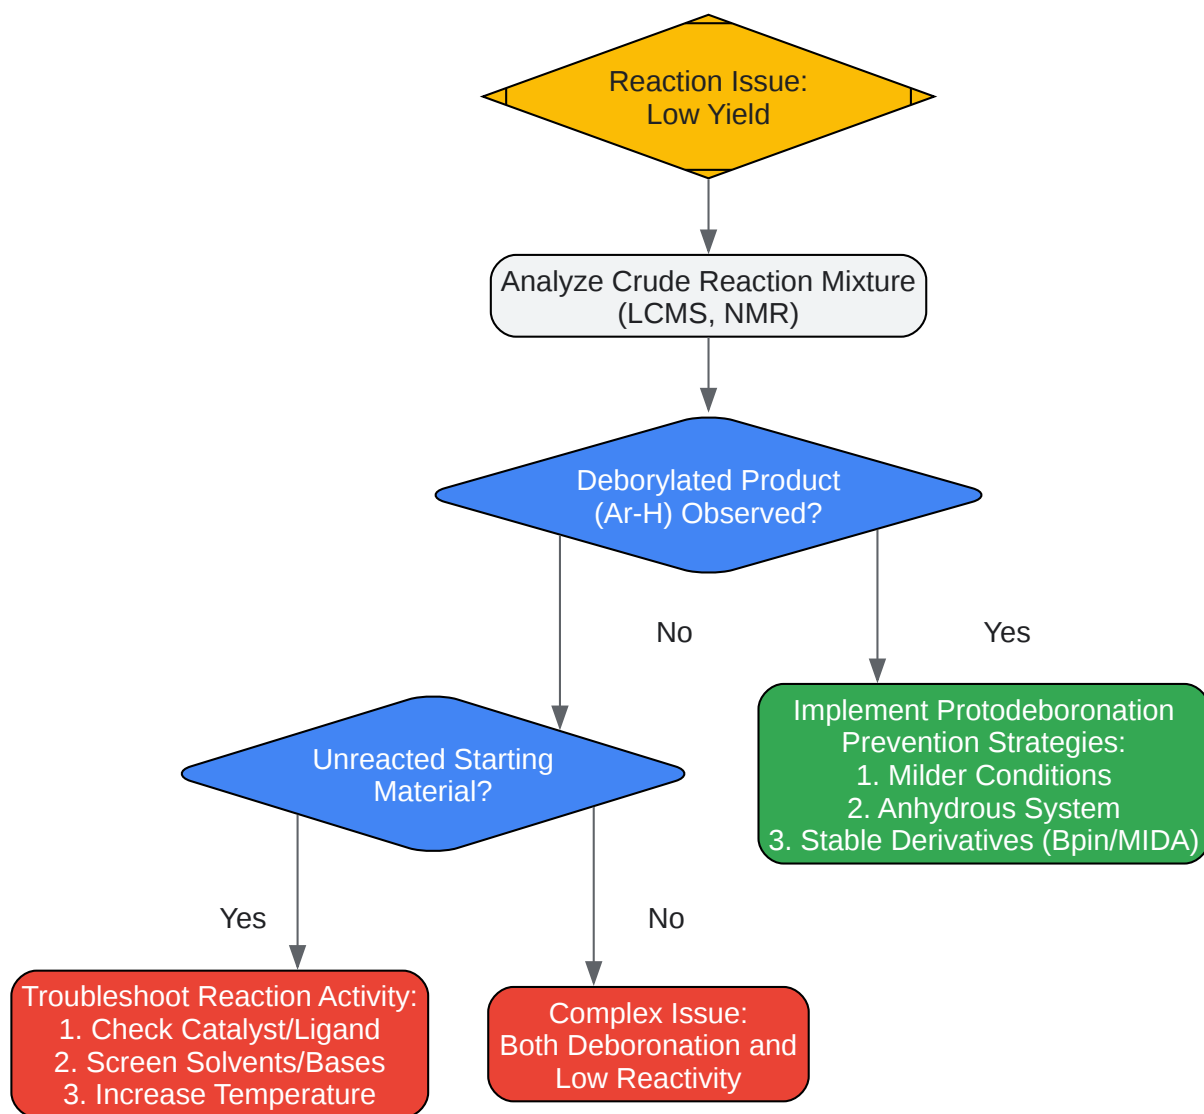 Reaction Issue:
Low Yield
Analyze Crude Reaction Mixture
(LCMS, NMR)
Deborylated Product
(Ar-H) Observed?
No
Yes
Unreacted Starting
Material?
Implement Protodeboronation
Prevention Strategies:
1. Milder Conditions
2. Anhydrous System
3. Stable Derivatives (Bpin/MIDA)
Yes
No
Troubleshoot Reaction Activity:
1. Check Catalyst/Ligand
2. Screen Solvents/Bases
3. Increase Temperature
Complex Issue:
Both Deboronation and
Low Reactivity